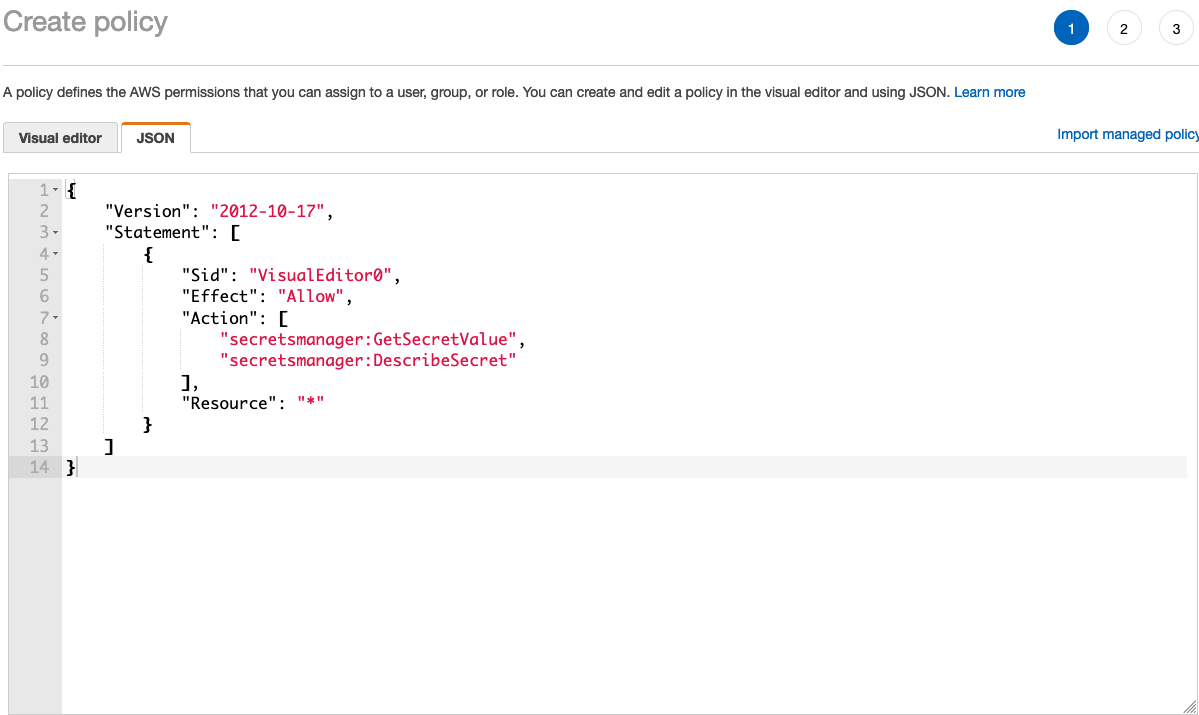 Create policy
1 2 3
A policy defines the AWS permissions that you can assign to a user, group, or role. You can create and edit a policy in the visual editor and using JSON. Learn more
Visual editor JSON
Import managed policy
1 {
2 "Version": "2012-10-17",
3 "Statement": [
4 {
5 "Sid": "VisualEditor0",
6 "Effect": "Allow",
7 "Action": [
8 "secretsmanager:GetSecretValue",
9 "secretsmanager:DescribeSecret"
10 ],
11 "Resource": "*"
12 }
13 ]
14 }